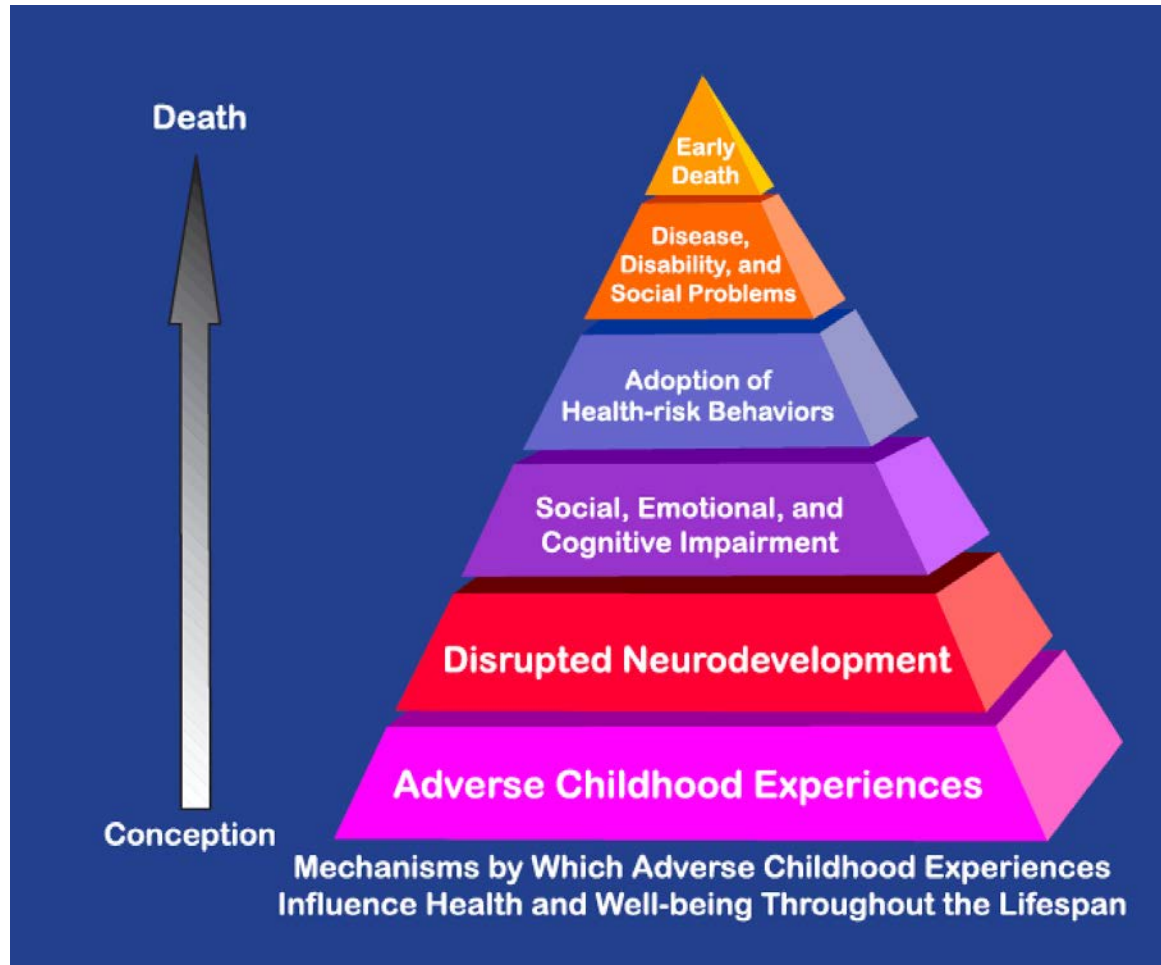 Death
Early
Death
Disease,
Disability, and
Social Problems
Adoption of
Health-risk Behaviors
Social, Emotional, and
Cognitive Impairment
Disrupted Neurodevelopment
Adverse Childhood Experiences
Conception
Mechanisms by Which Adverse Childhood Experiences
Influence Health and Well-being Throughout the Lifespan